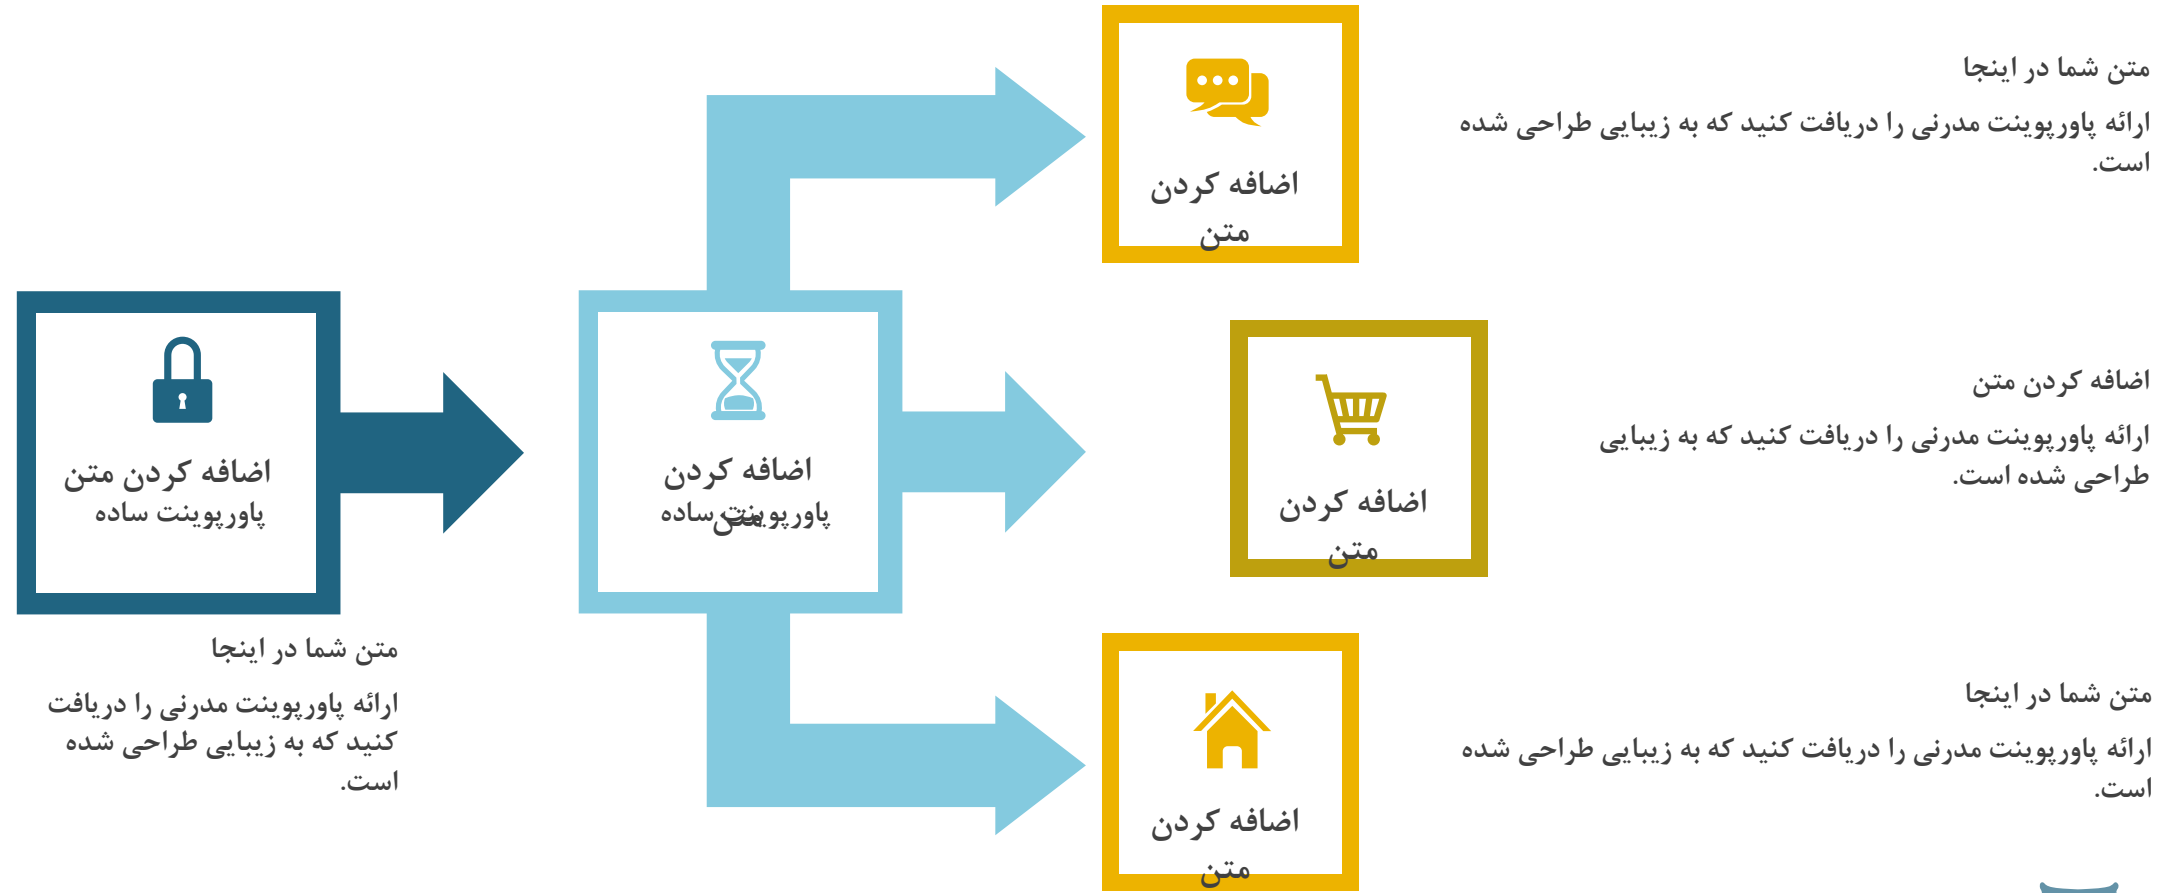 متن شما در اینجا
ارائه پاورپوینت مدرنی را دریافت کنید که به زیبایی طراحی شده
است.
اضافه کردن
متن
اضافه کردن متن
ارائه پاورپوینت مدرنی را دریافت کنید که به زیبایی
طراحی شده است.
اضافه کردن
متن
اضافه کردن
متن
پاورپوینت ساده
اضافه کردن متن
پاورپوینت ساده
متن شما در اینجا
ارائه پاورپوینت مدرنی را دریافت
کنید که به زیبایی طراحی شده
است.
متن شما در اینجا
ارائه پاورپوینت مدرنی را دریافت کنید که به زیبایی طراحی شده
است.
اضافه کردن
متن